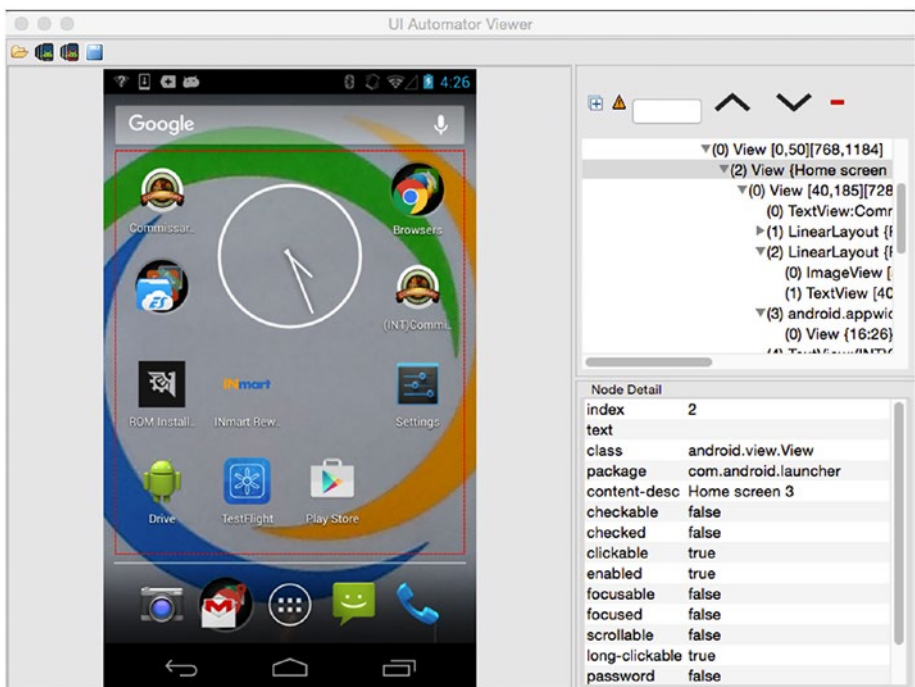 UI Automator Viewer
4:26
Google
Commissar..
Browsers
ES
(INT)Commi..
ROM Install..
INmart
INmart Rew..
Settings
Drive
TestFlight
Play Store
(0) View [0,50][768,1184]
(2) View {Home screen
(0) View [40,185][728
(0) TextView:Comr
(1) LinearLayout {F
(2) LinearLayout {F
(0) ImageView [
(1) TextView [40
(3) android.appwid
(0) View {16:26}
Node Detail
index 2
text
class android.view.View
package com.android.launcher
content-desc Home screen 3
checkable false
checked false
clickable true
enabled true
focusable false
focused false
scrollable false
long-clickable true
password false